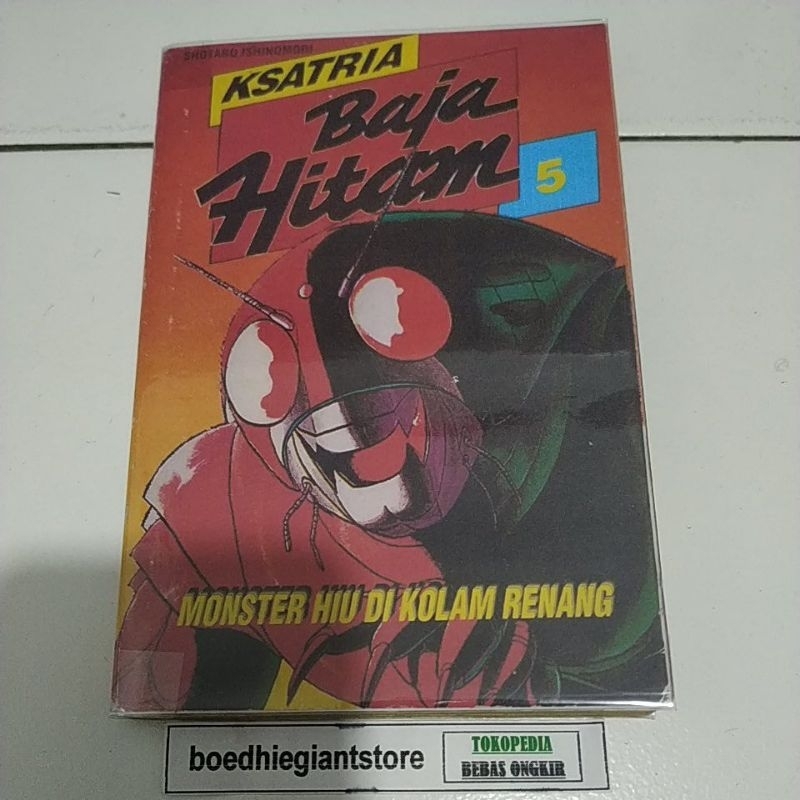 SHOTARO ISHINOMORI
KSATRIA
Baja
Hitam
5
MONSTER HIU DI KOLAM RENANG
boedhiegiantstore
TOKOPEDIA
BEBAS ONGKIR